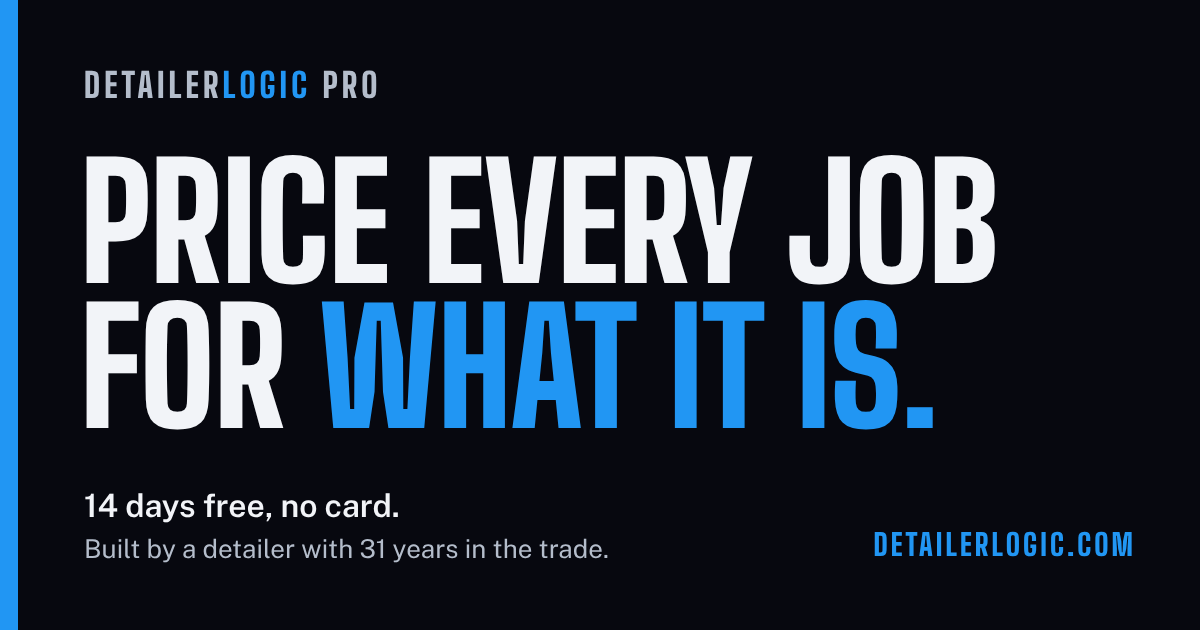 DETAILERLOGIC PRO
PRICE EVERY JOB
FOR WHAT IT IS.
14 days free, no card.
Built by a detailer with 31 years in the trade.
DETAILERLOGIC.COM